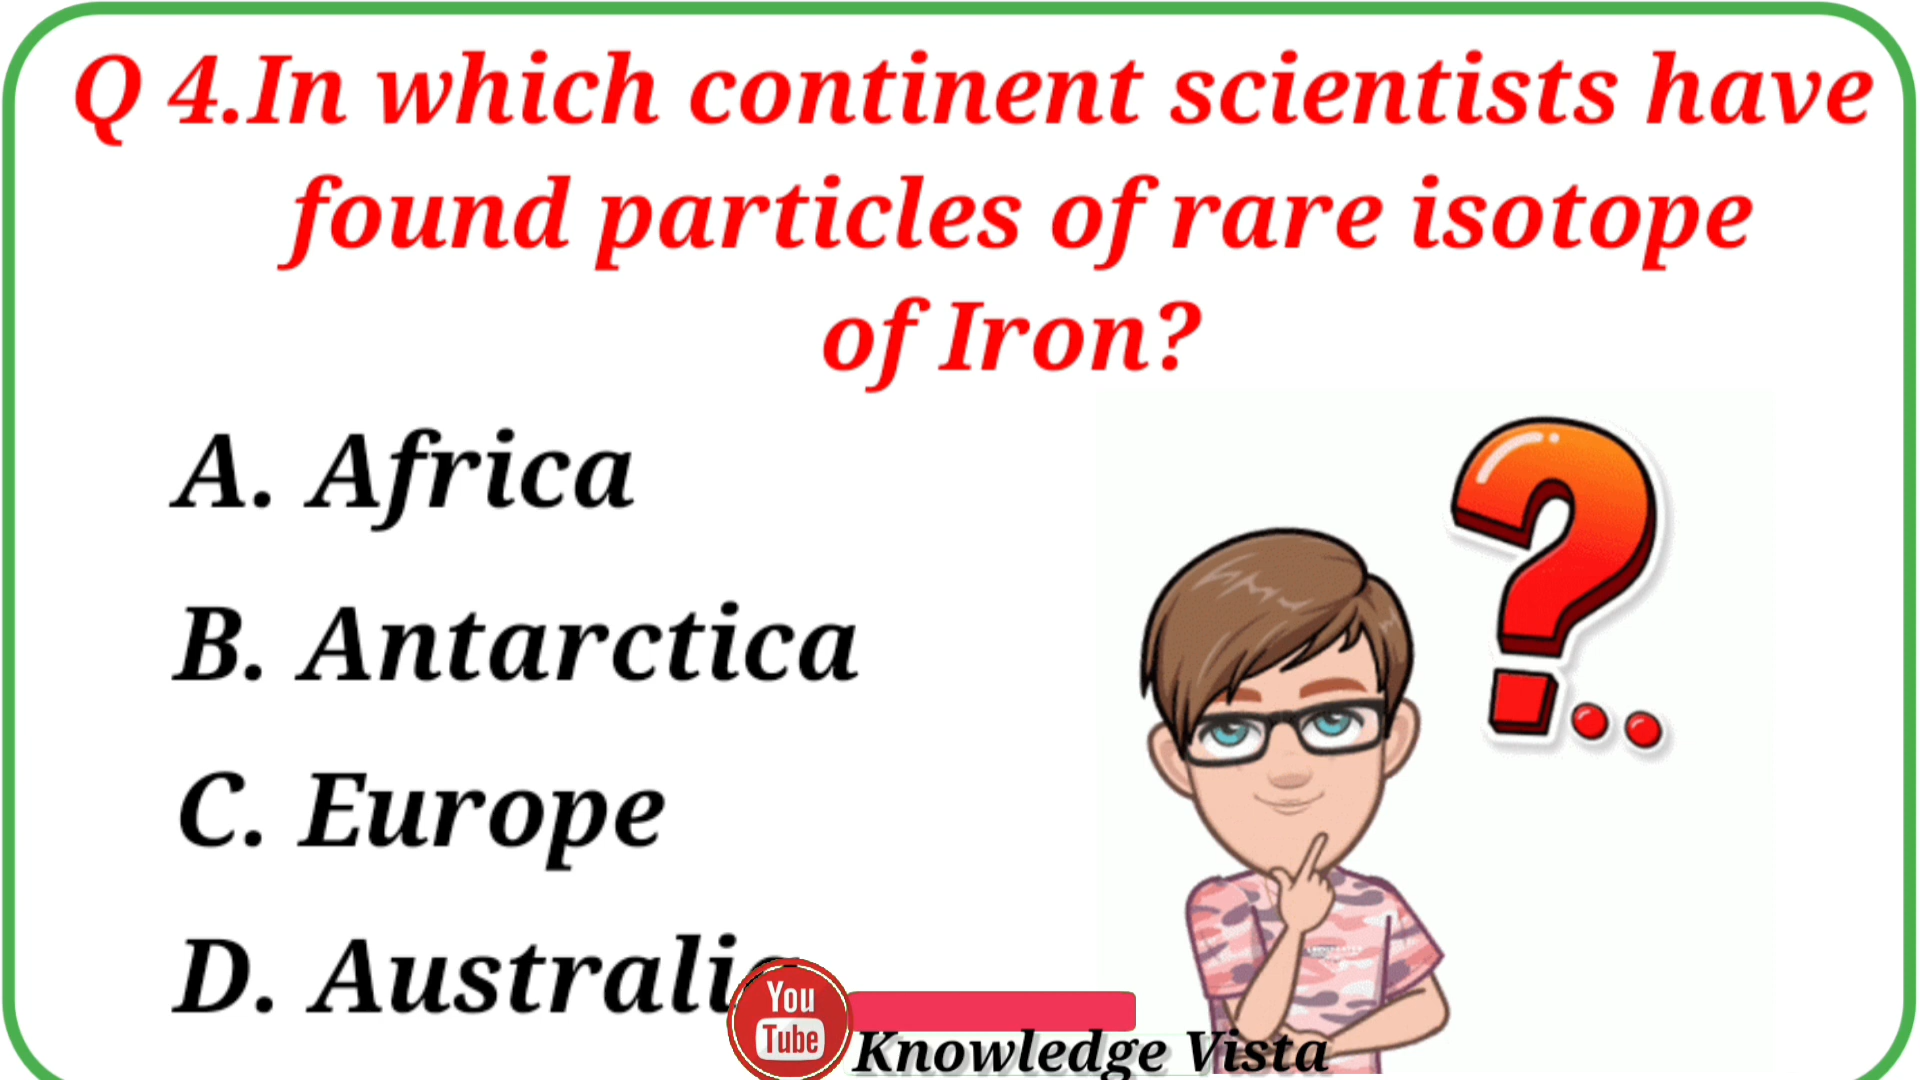 Q 4.In which continent scientists have
found particles of rare isotope
of Iron?
A. Africa
B. Antarctica
C. Europe
D. Australia
You
Tube
Knowledge Vista